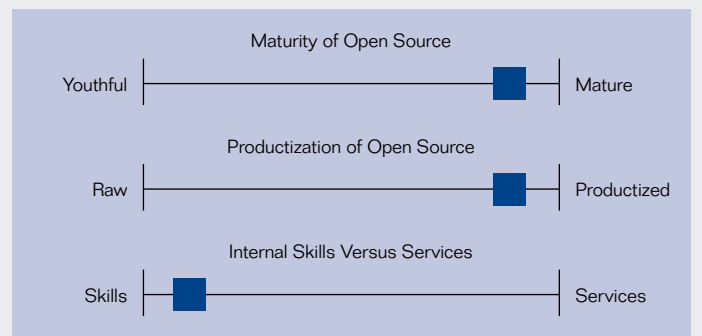 Maturity of Open Source
Youthful Mature
Productization of Open Source
Raw Productized
Internal Skills Versus Services
Skills Services